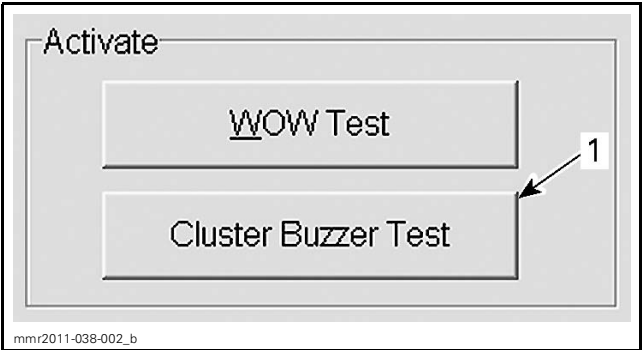 Activate
WOW Test
1
Cluster Buzzer Test
mmr2011-038-002_b